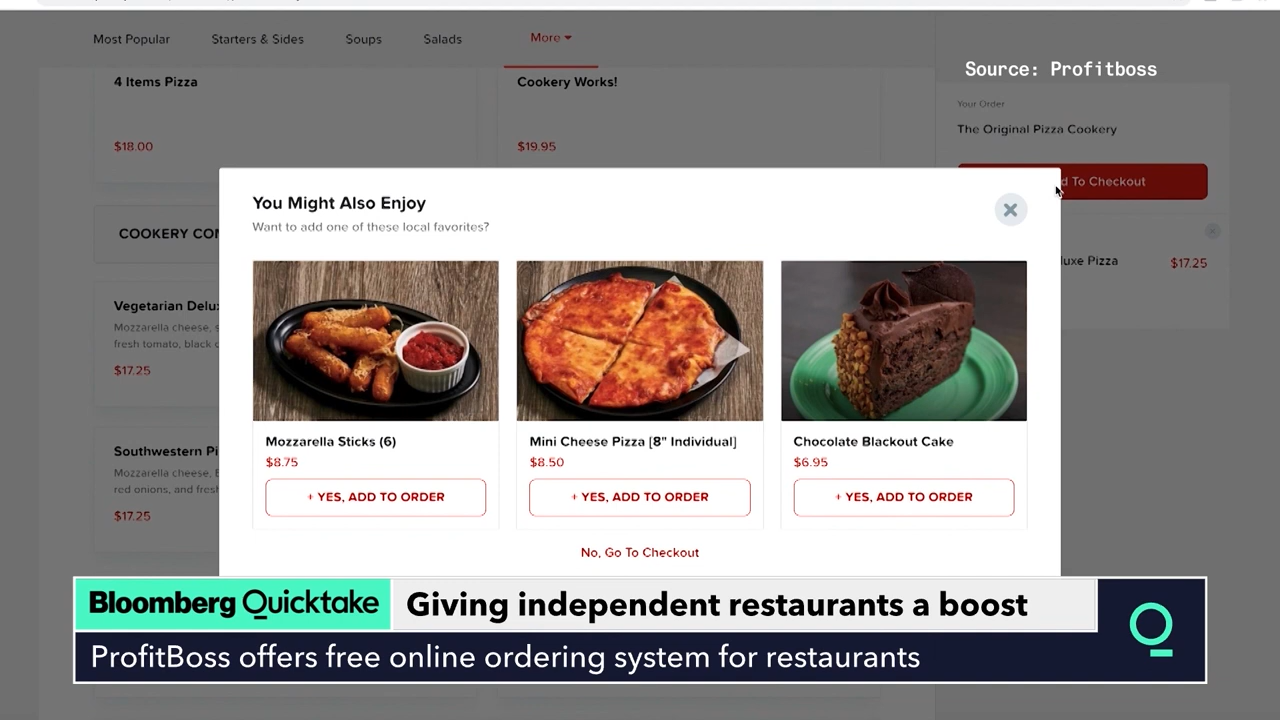 Most Popular
Starters & Sides
Soups
Salads
More
Source: Profitboss
4 Items Pizza
$18.00
Cookery Works!
$19.95
Your Order
The Original Pizza Cookery
d To Checkout
luxe Pizza
$17.25
COOKERY CO
Vegetarian Delu
Mozzarella cheese, s
fresh tomato, black o
$17.25
Southwestern Pi
Mozzarella cheese, B
red onions, and fresh
$17.25
You Might Also Enjoy
Want to add one of these local favorites?
Mozzarella Sticks (6)
$8.75
+ YES, ADD TO ORDER
Mini Cheese Pizza [8" Individual]
$8.50
+ YES, ADD TO ORDER
Chocolate Blackout Cake
$6.95
+ YES, ADD TO ORDER
No, Go To Checkout
Bloomberg Quicktake
Giving independent restaurants a boost
ProfitBoss offers free online ordering system for restaurants